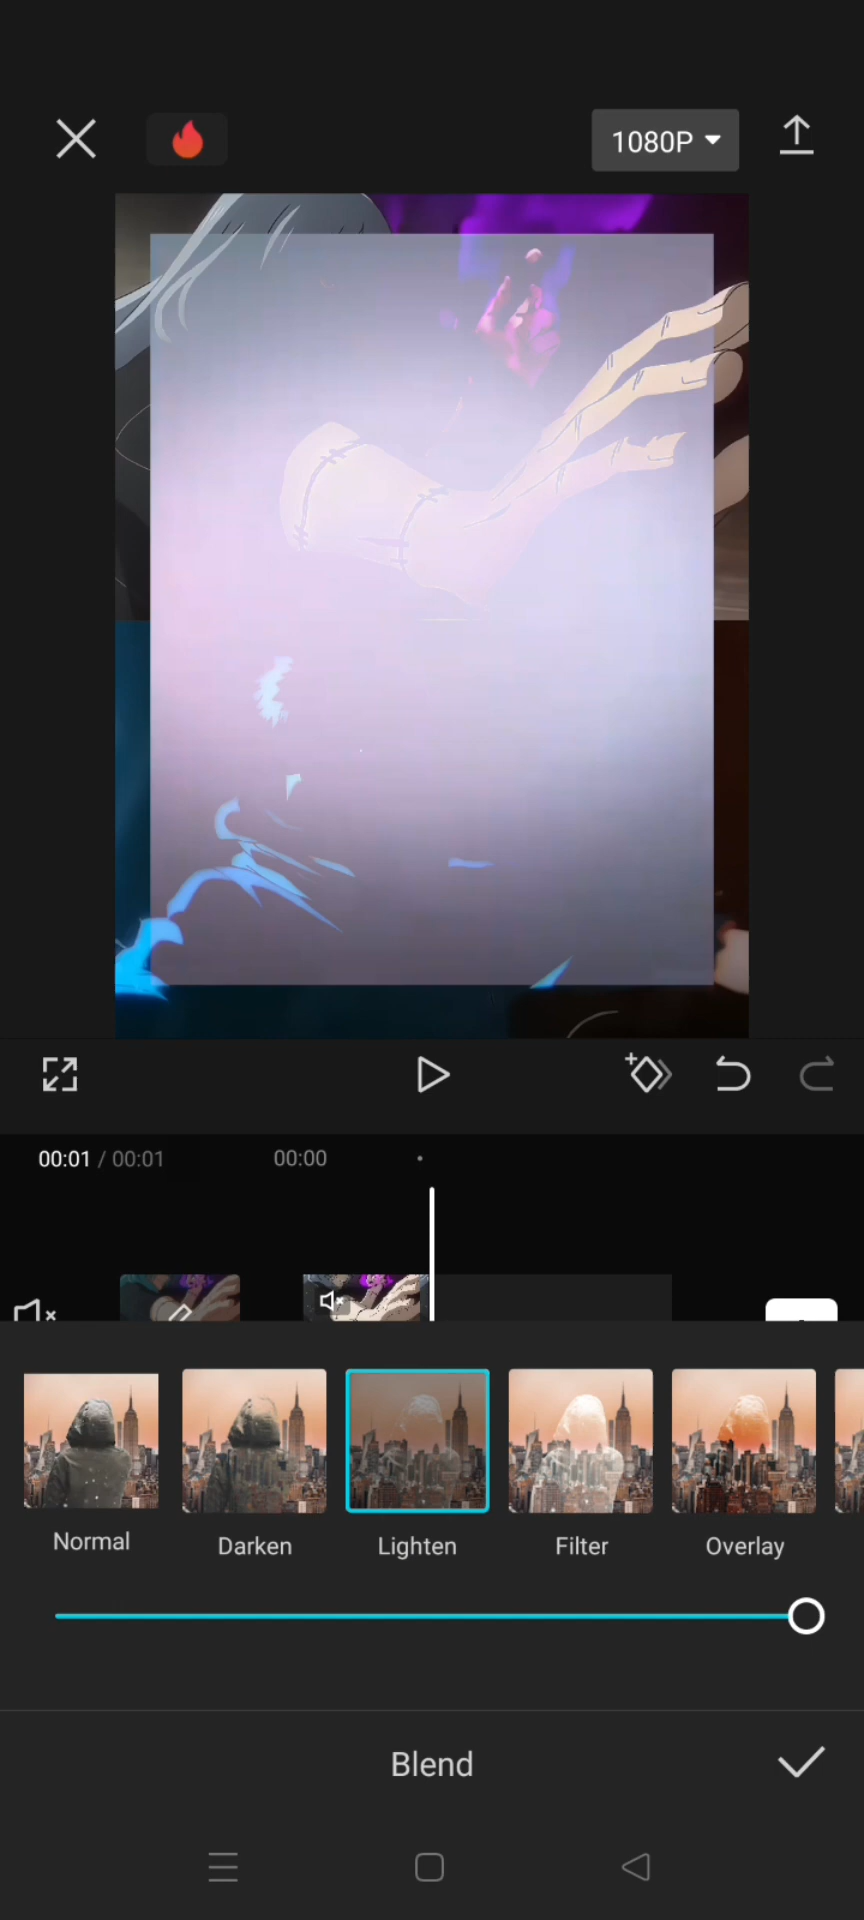 1080P
00:01 / 00:01
00:00
Normal
Darken
Lighten
Filter
Overlay
Blend